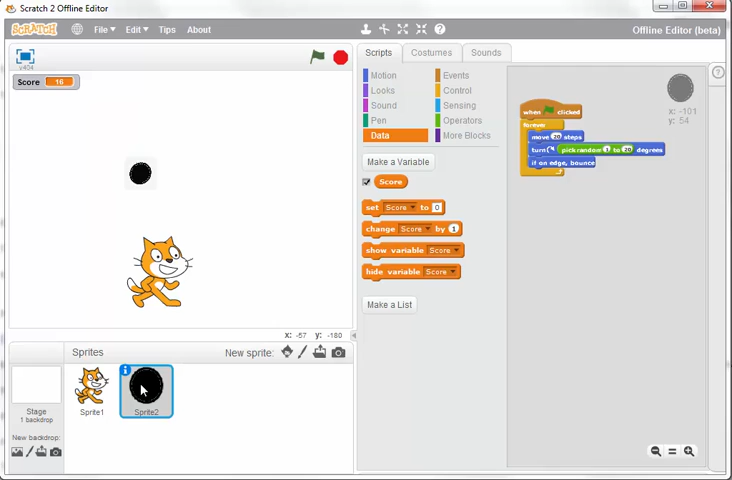 Scratch 2 Offline Editor
SCRATCH File Edit Tips About Offline Editor (beta)
v404
Scripts Costumes Sounds
Score 16
Motion Events
Looks Control
Sound Sensing
Pen Operators
Data More Blocks
Make a Variable
Score
set Score to 0
change Score by 1
show variable Score
hide variable Score
Make a List
when clicked
forever
move 20 steps
turn pick random 1 to 20 degrees
if on edge, bounce
x: -101
y: 54
x: -57 y: -180
Sprites New sprite:
Stage
1 backdrop
New backdrop:
Sprite1
Sprite2